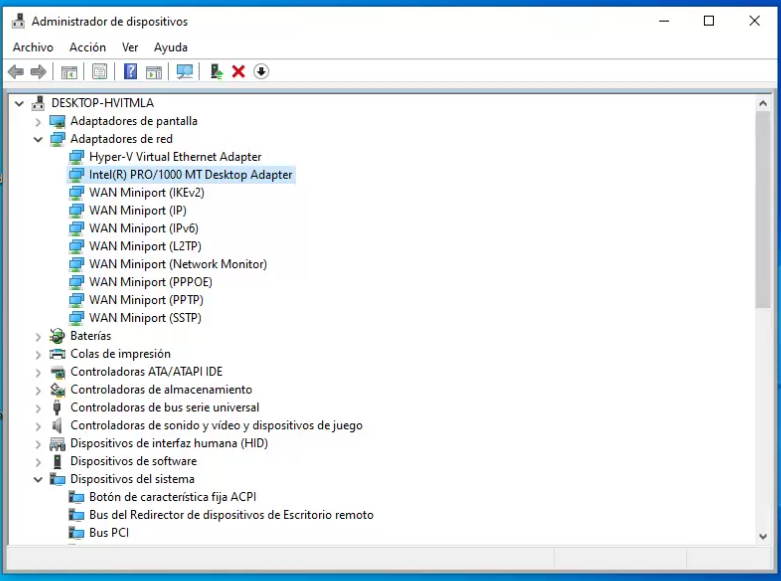 Administrador de dispositivos
Archivo Acción Ver Ayuda
DESKTOP-HVITMLA
Adaptadores de pantalla
Adaptadores de red
Hyper-V Virtual Ethernet Adapter
Intel(R) PRO/1000 MT Desktop Adapter
WAN Miniport (IKEv2)
WAN Miniport (IP)
WAN Miniport (IPv6)
WAN Miniport (L2TP)
WAN Miniport (Network Monitor)
WAN Miniport (PPPOE)
WAN Miniport (PPTP)
WAN Miniport (SSTP)
Baterías
Colas de impresión
Controladoras ATA/ATAPI IDE
Controladoras de almacenamiento
Controladoras de bus serie universal
Controladoras de sonido y vídeo y dispositivos de juego
Dispositivos de interfaz humana (HID)
Dispositivos de software
Dispositivos del sistema
Botón de característica fija ACPI
Bus del Redirector de dispositivos de Escritorio remoto
Bus PCI